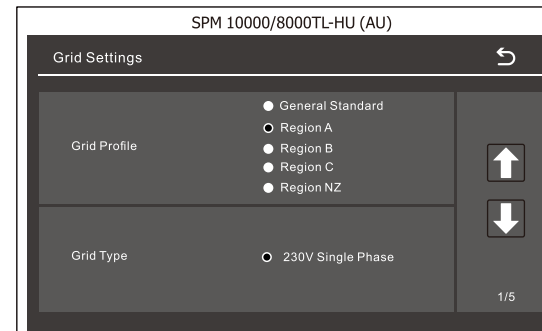 SPM 10000/8000TL-HU (AU)
Grid Settings
Grid Profile
General Standard
Region A
Region B
Region C
Region NZ
Grid Type
230V Single Phase
1/5